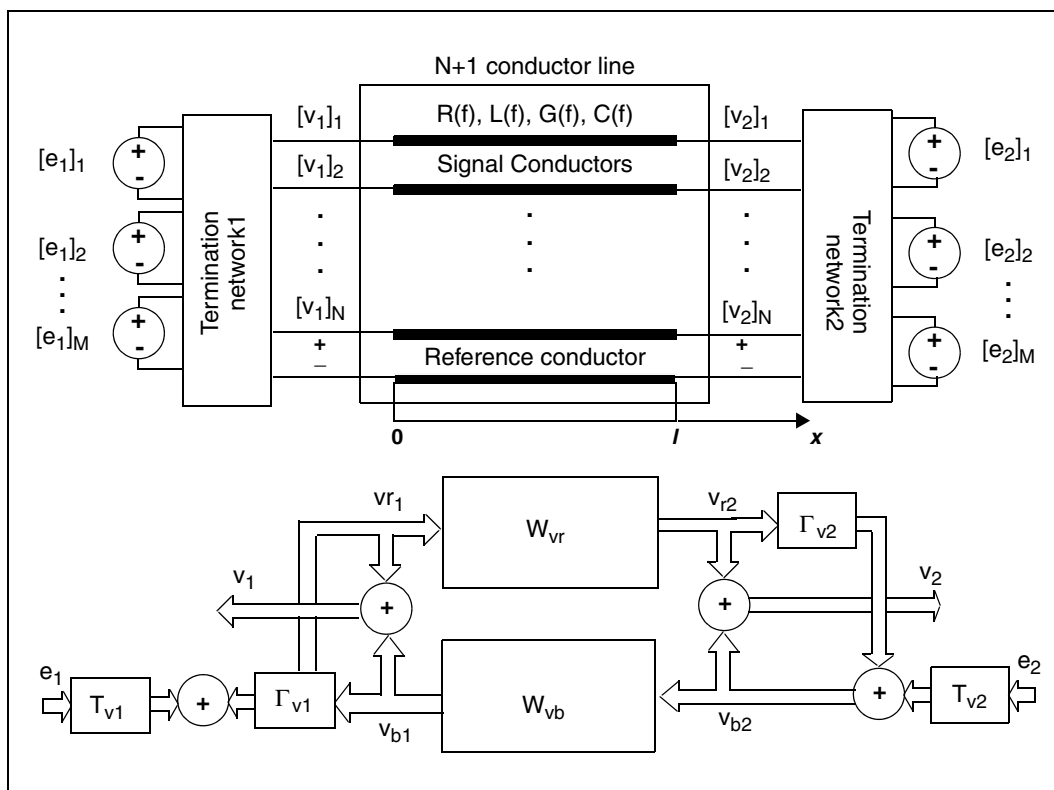 N+1 conductor line
R(f), L(f), G(f), C(f)
[v1]1
[v2]1
[e1]1
+
-
Signal Conductors
+
-
[e2]1
[v1]2
[v2]2
Termination network1
Termination network2
[e1]2
+
-
. . .
. . .
. . .
+
-
[e2]2
. . .
. . .
[e1]M
+
-
[v1]N
[v2]N
+
-
[e2]M
+
–
Reference conductor
+
–
0
l
x
vr1
Wvr
vr2
Γv2
v1
+
+
v2
e1
Tv1
+
Γv1
vb1
Wvb
vb2
+
Tv2
e2